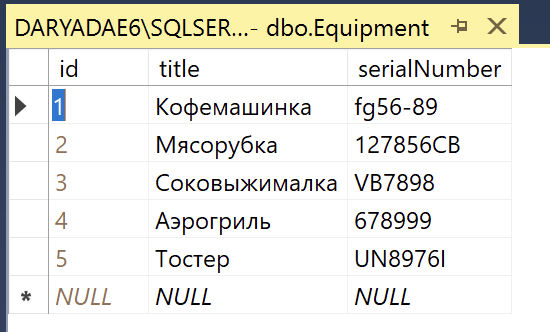 DARYADAE6\SQLSER...- dbo.Equipment
id title serialNumber
1 Кофемашинка fg56-89
2 Мясорубка 127856CB
3 Соковыжималка VB7898
4 Аэрогриль 678999
5 Тостер UN8976I
* NULL NULL NULL